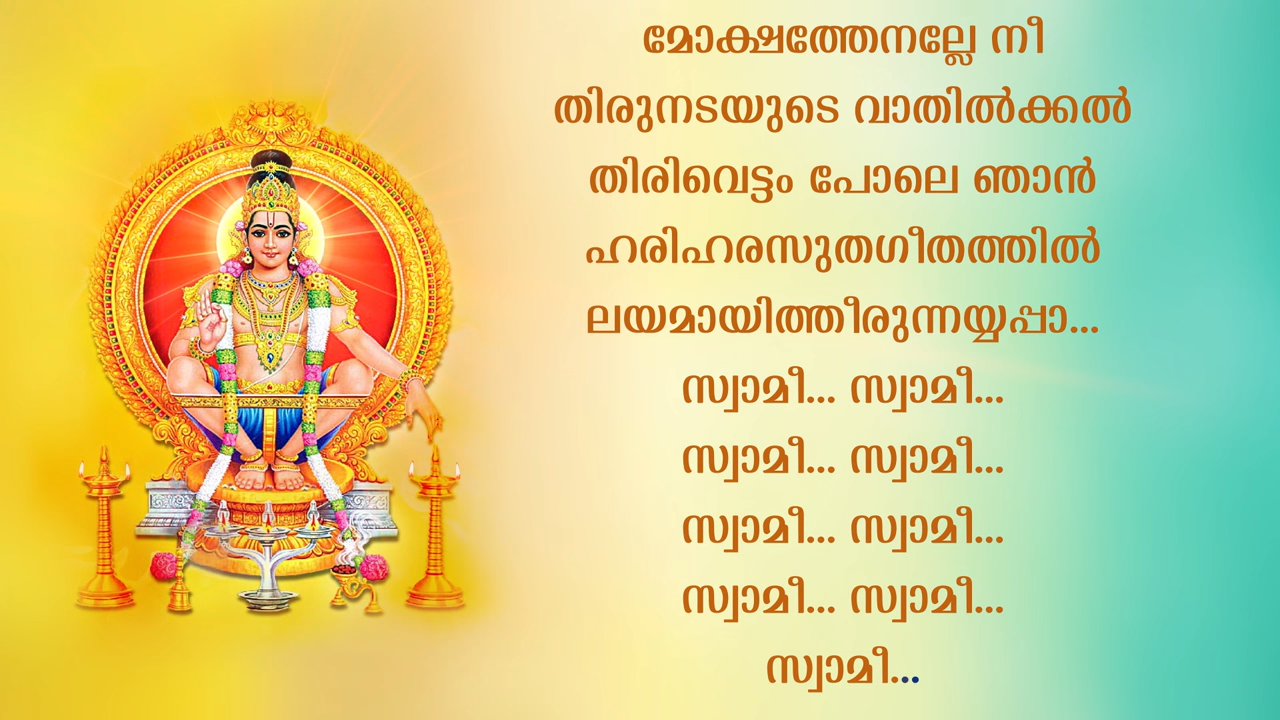 മോക്ഷത്തേനല്ലേ നീ
തിരുനടയുടെ വാതിൽക്കൽ
തിരിവെട്ടം പോലെ ഞാൻ
ഹരിഹരസുതഗീതത്തിൽ
ലയമായിത്തീരുന്നയ്യപ്പാ...
സ്വാമീ... സ്വാമീ...
സ്വാമീ... സ്വാമീ...
സ്വാമീ... സ്വാമീ...
സ്വാമീ... സ്വാമീ...
സ്വാമീ...